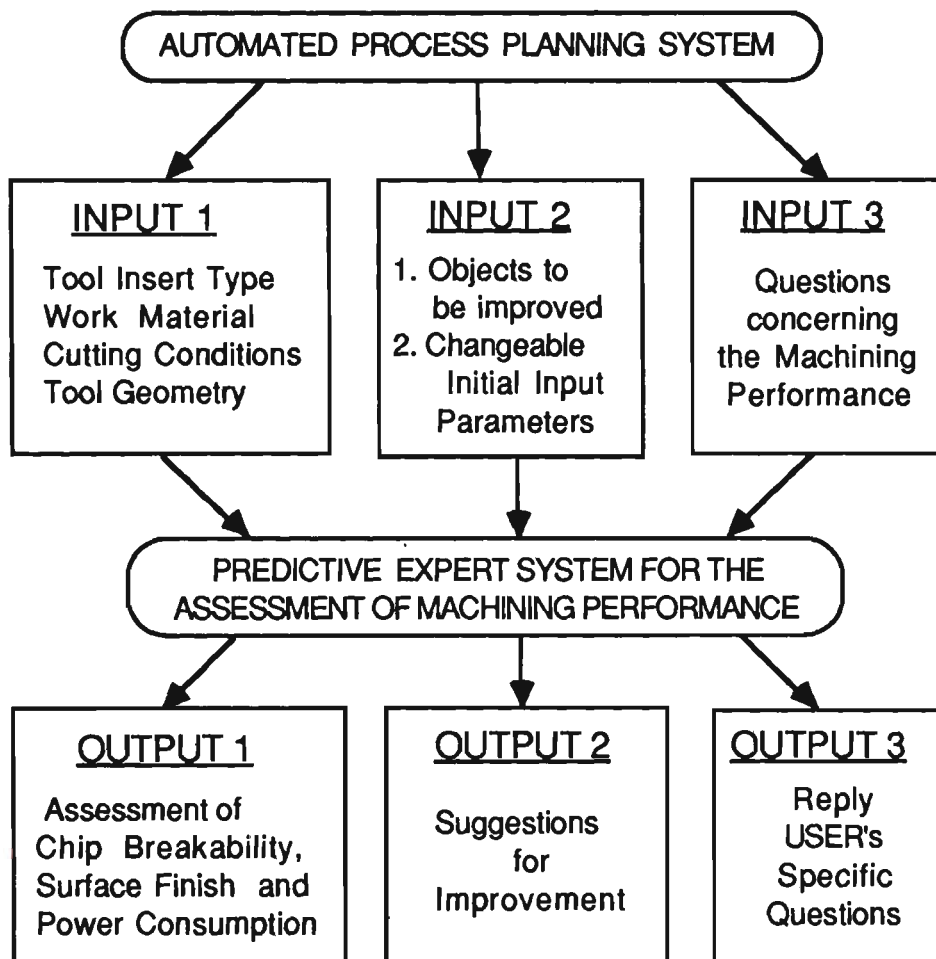 AUTOMATED PROCESS PLANNING SYSTEM
INPUT 1
Tool Insert Type
Work Material
Cutting Conditions
Tool Geometry
INPUT 2
1. Objects to
be improved
2. Changeable
Initial Input
Parameters
INPUT 3
Questions
concerning
the Machining
Performance
PREDICTIVE EXPERT SYSTEM FOR THE
ASSESSMENT OF MACHINING PERFORMANCE
OUTPUT 1
Assessment of
Chip Breakability,
Surface Finish and
Power Consumption
OUTPUT 2
Suggestions
for
Improvement
OUTPUT 3
Reply
USER's
Specific
Questions